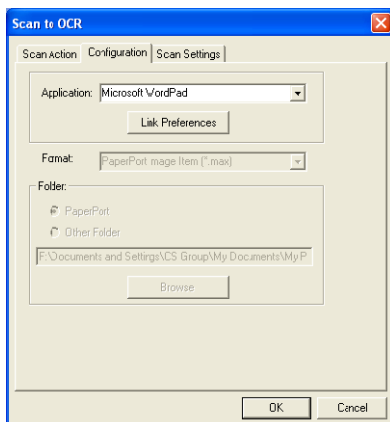 Scan to OCR
Scan Action Configuration Scan Settings
Application: Microsoft WordPad
Link Preferences
Format: PaperPort mage Item (*.max)
Folder:
PaperPort
Other Folder
F:\Documents and Settings\CS Group\My Documents\My P
Browse
OK Cancel